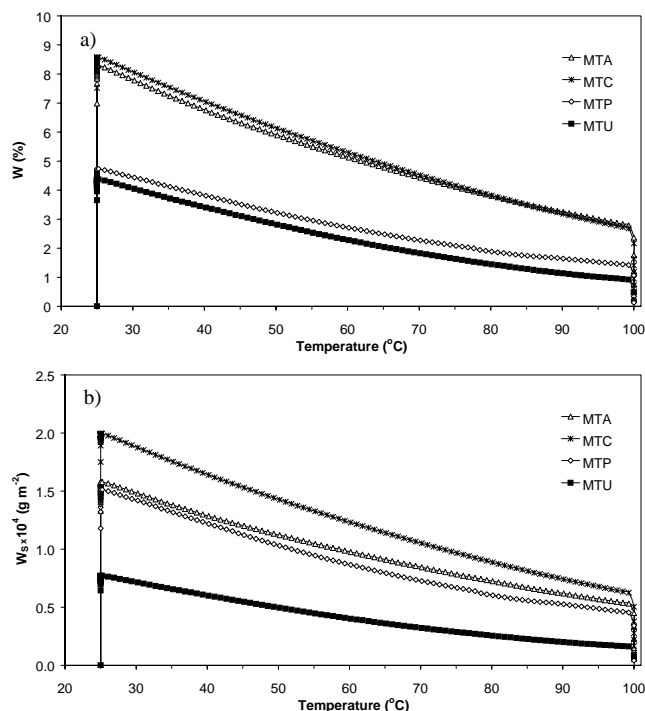 a)
10
9
8
7
6
5
4
3
2
1
0
W (%)
MTA
MTC
MTP
MTU
20 30 40 50 60 70 80 90 100
Temperature (°C)
b)
2.5
2.0
1.5
1.0
0.5
0.0
Ws x10⁴ (g m⁻²)
MTA
MTC
MTP
MTU
20 30 40 50 60 70 80 90 100
Temperature (°C)